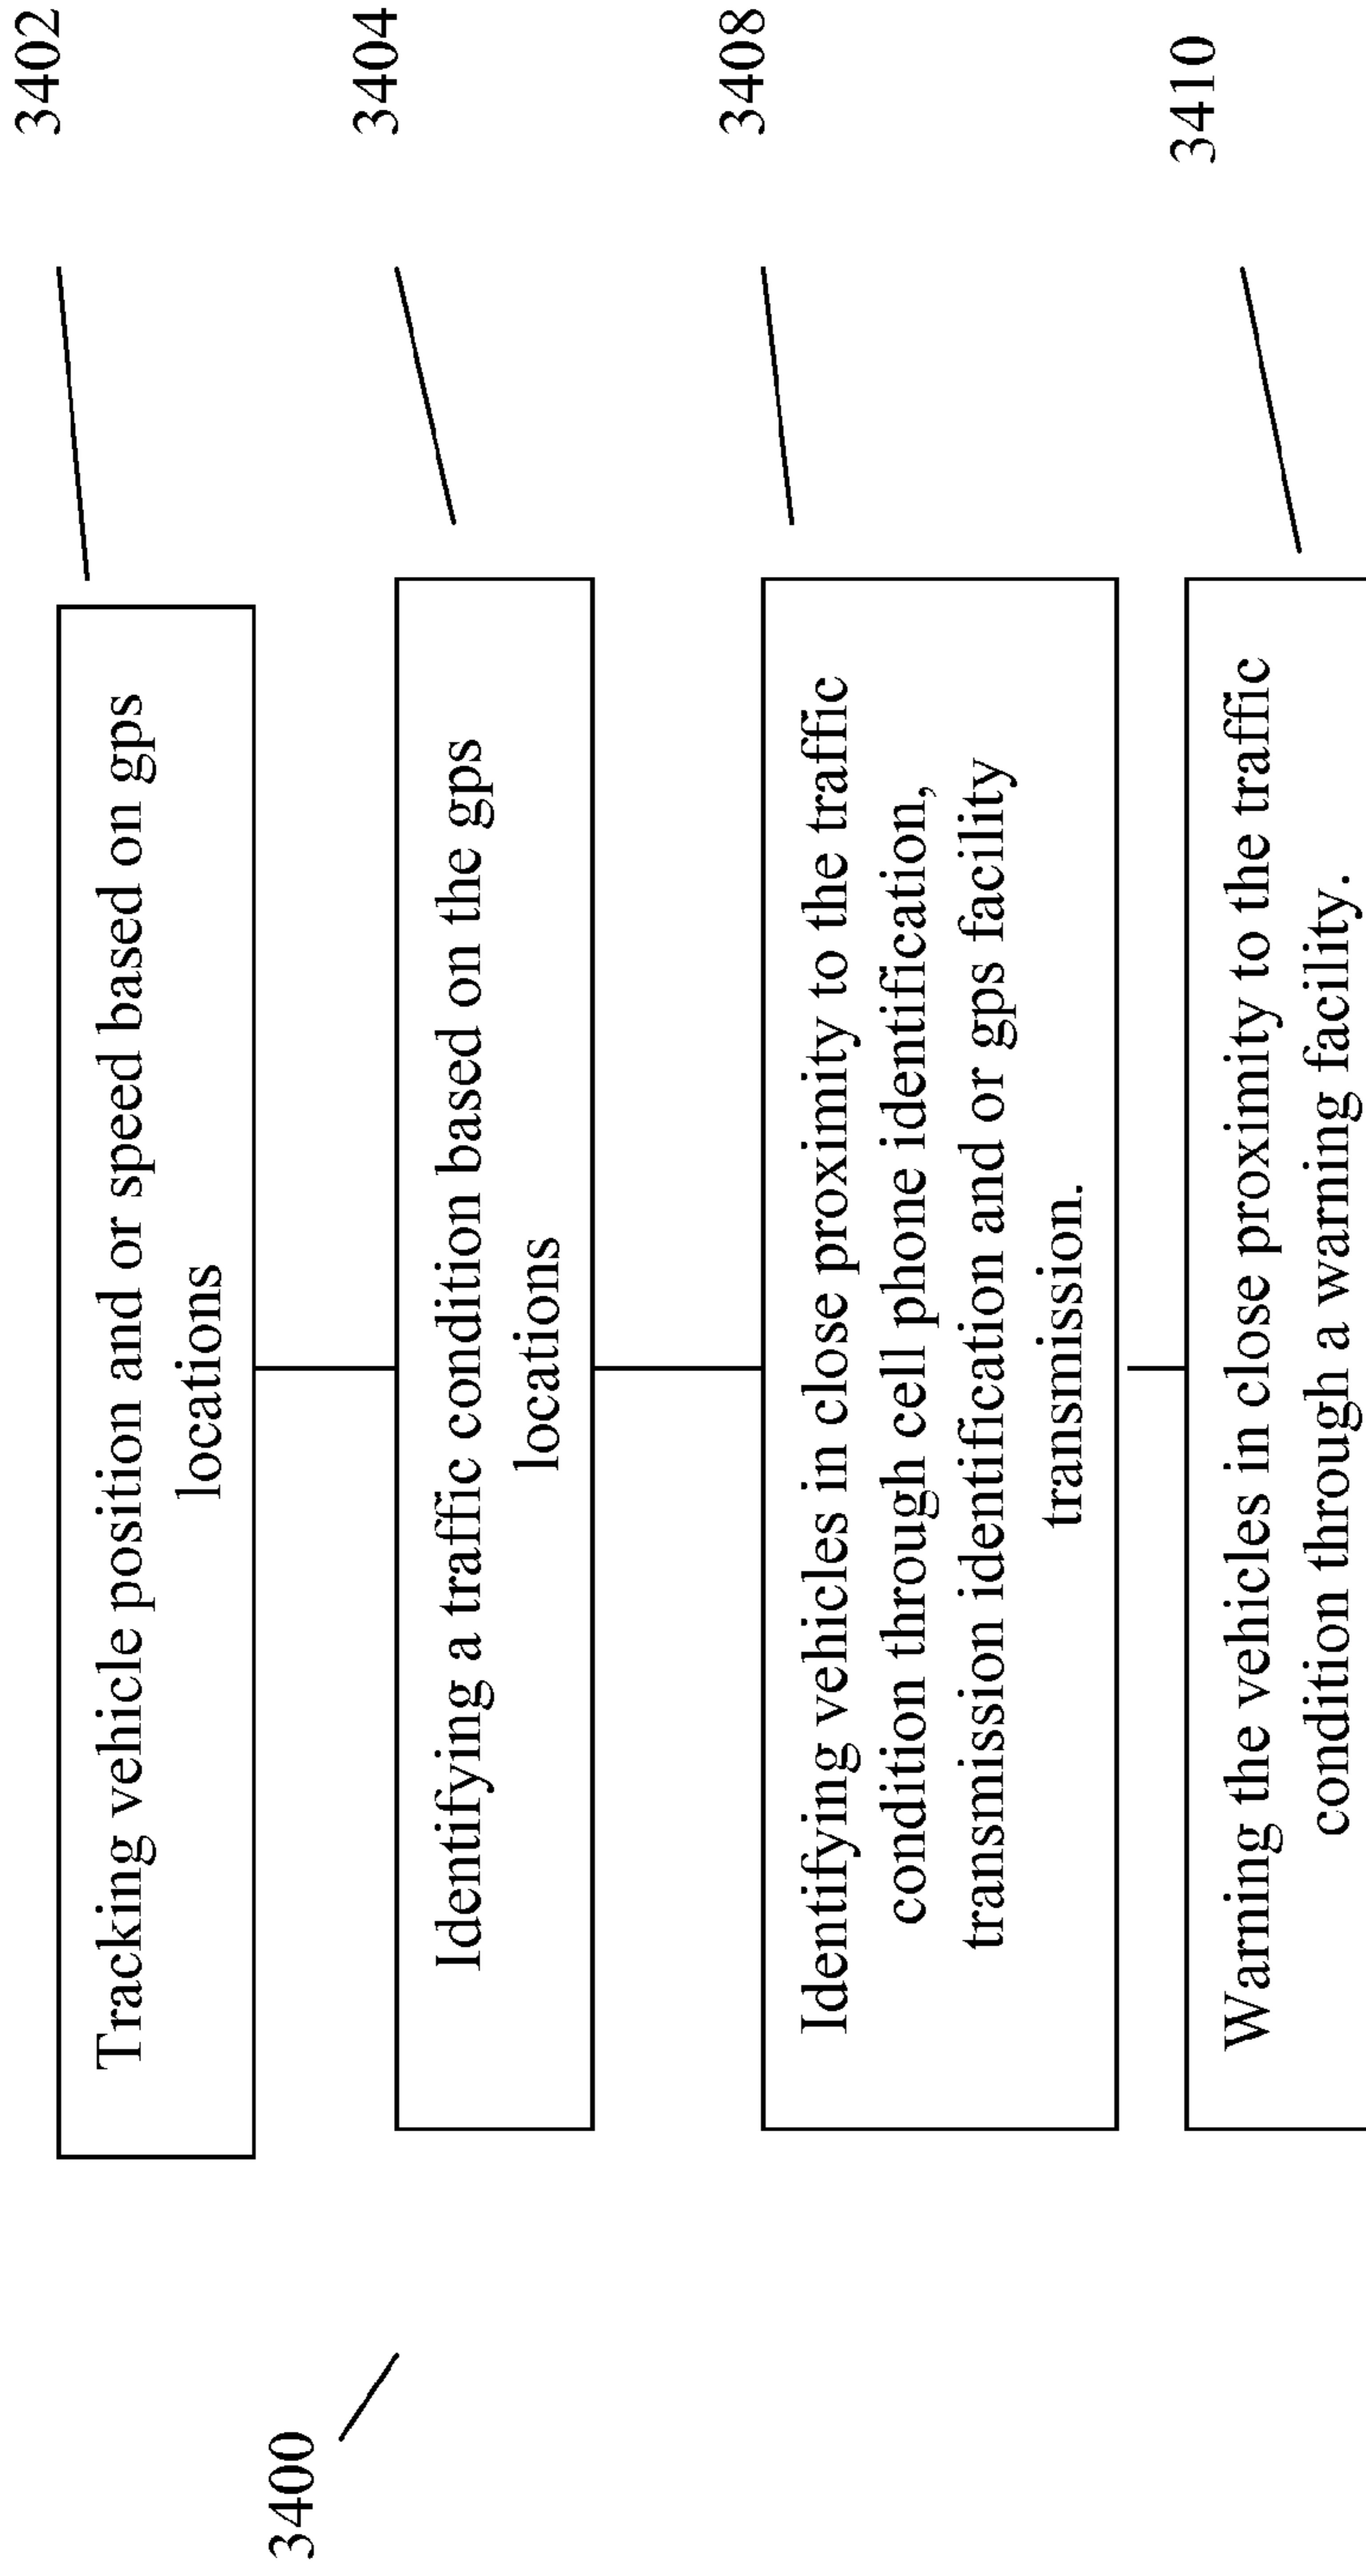 3400
3402
Tracking vehicle position and or speed based on gps
locations
3404
Identifying a traffic condition based on the gps
locations
3408
Identifying vehicles in close proximity to the traffic
condition through cell phone identification,
transmission identification and or gps facility
transmission.
3410
Warning the vehicles in close proximity to the traffic
condition through a warning facility.